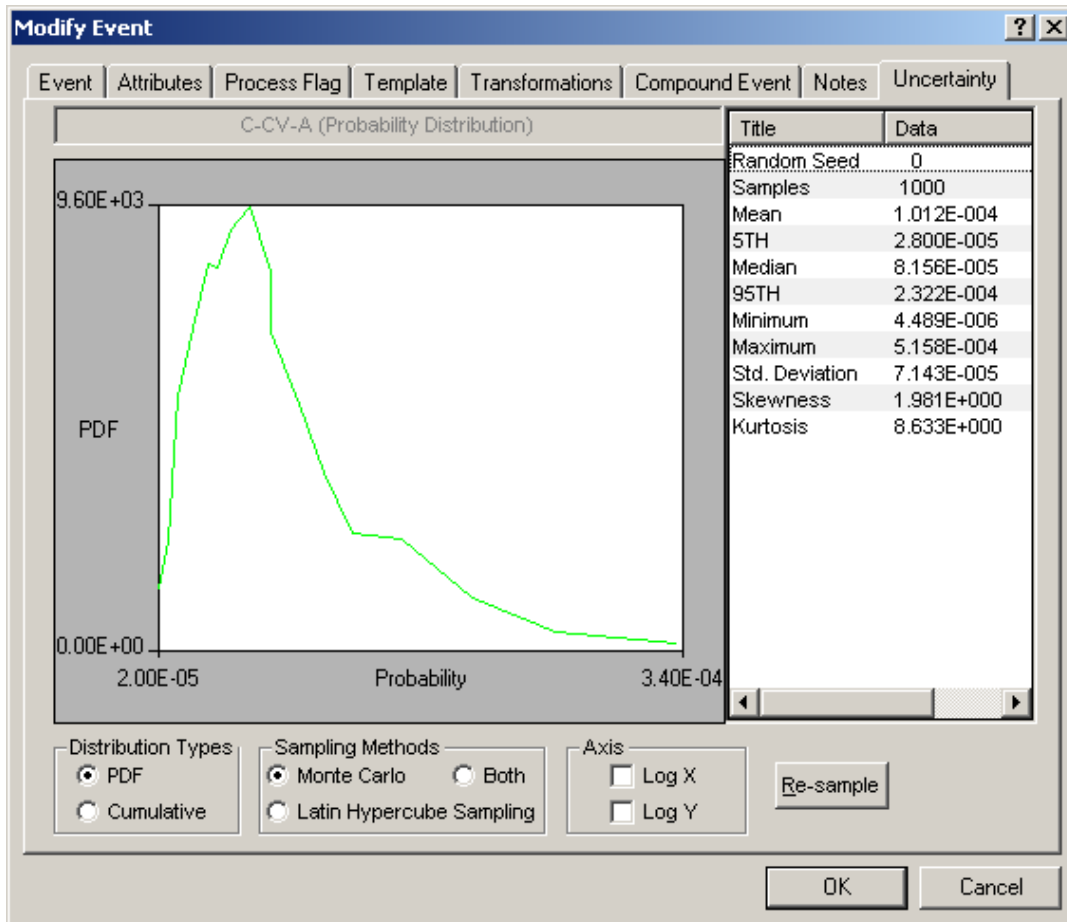 Modify Event
Event Attributes Process Flag Template Transformations Compound Event Notes Uncertainty
C-CV-A (Probability Distribution)
9.60E+03
PDF
0.00E+00
2.00E-05 Probability 3.40E-04
Title Data
Random Seed 0
Samples 1000
Mean 1.012E-004
5TH 2.800E-005
Median 8.156E-005
95TH 2.322E-004
Minimum 4.489E-006
Maximum 5.158E-004
Std. Deviation 7.143E-005
Skewness 1.981E+000
Kurtosis 8.633E+000
Distribution Types
PDF
Cumulative
Sampling Methods
Monte Carlo Both
Latin Hypercube Sampling
Axis
Log X
Log Y
Re-sample
OK Cancel